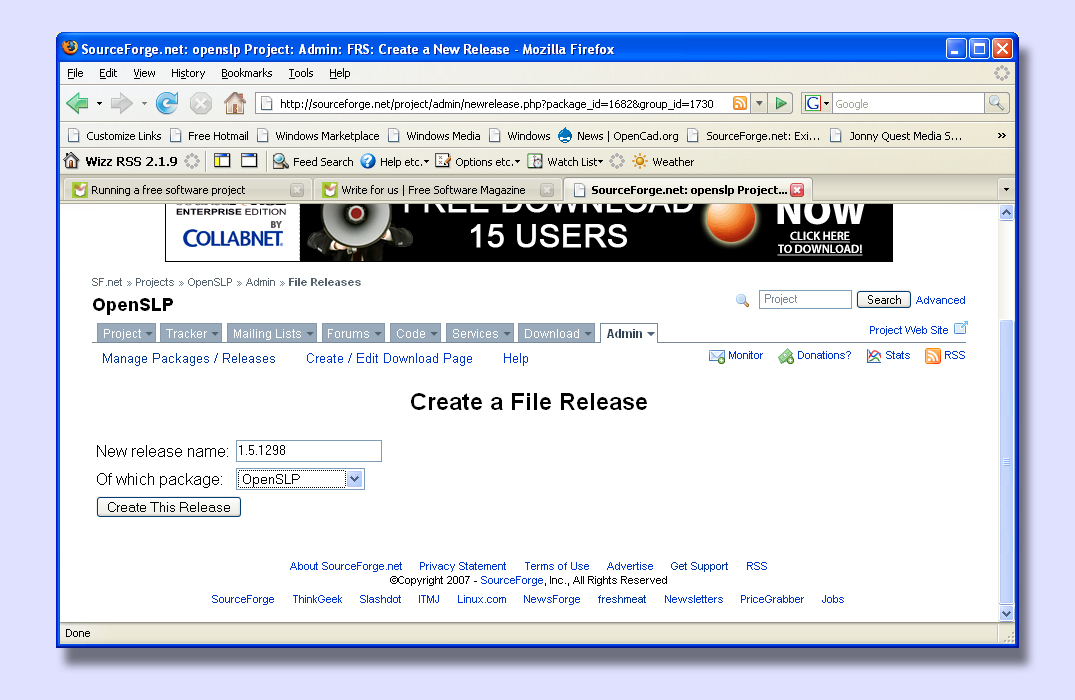 SourceForge.net: openslp Project: Admin: FRS: Create a New Release - Mozilla Firefox
File Edit View History Bookmarks Tools Help
http://sourceforge.net/project/admin/newrelease.php?package_id=1682&group_id=1730 G Google
Customize Links Free Hotmail Windows Marketplace Windows Media Windows News | OpenCad.org SourceForge.net: Exi... Jonny Quest Media S... »
Wizz RSS 2.1.9 Feed Search Help etc. Options etc. Watch List Weather
Running a free software project Write for us | Free Software Magazine SourceForge.net: openslp Project...
FREE DOWNLOAD NOW
ENTERPRISE EDITION
BY
COLLABNET
15 USERS
CLICK HERE
TO DOWNLOAD!
SF.net » Projects » OpenSLP » Admin » File Releases
OpenSLP Project Search Advanced
Project Tracker Mailing Lists Forums Code Services Download Admin Project Web Site
Manage Packages / Releases Create / Edit Download Page Help Monitor Donations? Stats RSS
Create a File Release
New release name: 1.5.1298
Of which package: OpenSLP
Create This Release
About SourceForge.net Privacy Statement Terms of Use Advertise Get Support RSS
©Copyright 2007 - SourceForge, Inc., All Rights Reserved
SourceForge ThinkGeek Slashdot ITMJ Linux.com NewsForge freshmeat Newsletters PriceGrabber Jobs
Done